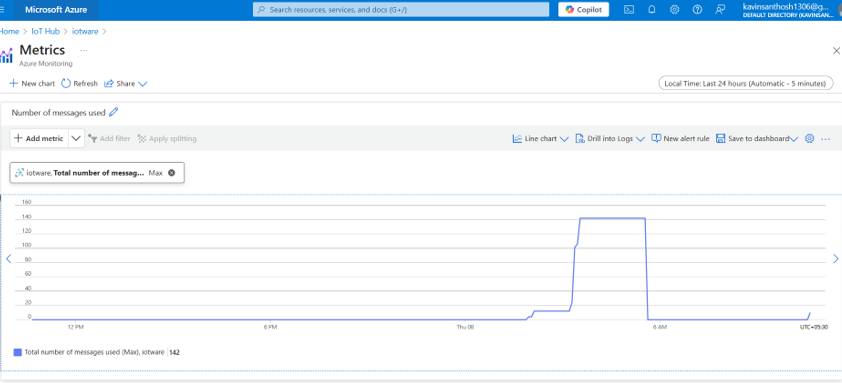 Microsoft Azure
Search resources, services, and docs (G+/)
Copilot
kavinsanthosh1306@g...
DEFAULT DIRECTORY (KAVINSAN...
Home > IoT Hub > iotware >
Metrics ...
Azure Monitoring
New chart Refresh Share
Local Time: Last 24 hours (Automatic - 5 minutes)
Number of messages used
Add metric Add filter Apply splitting Line chart Drill into Logs New alert rule Save to dashboard ...
iotware, Total number of messag... Max
160
140
120
100
80
60
40
20
0
12 PM 6 PM Thu 08 6 AM UTC+05:30
Total number of messages used (Max), iotware | 142